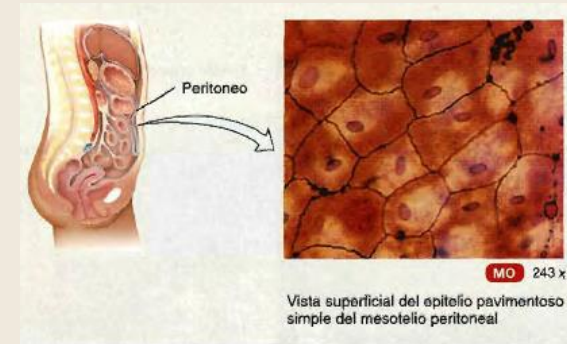 Peritoneo
MO 243 x
Vista superficial del epitelio pavimentoso
simple del mesotelio peritoneal